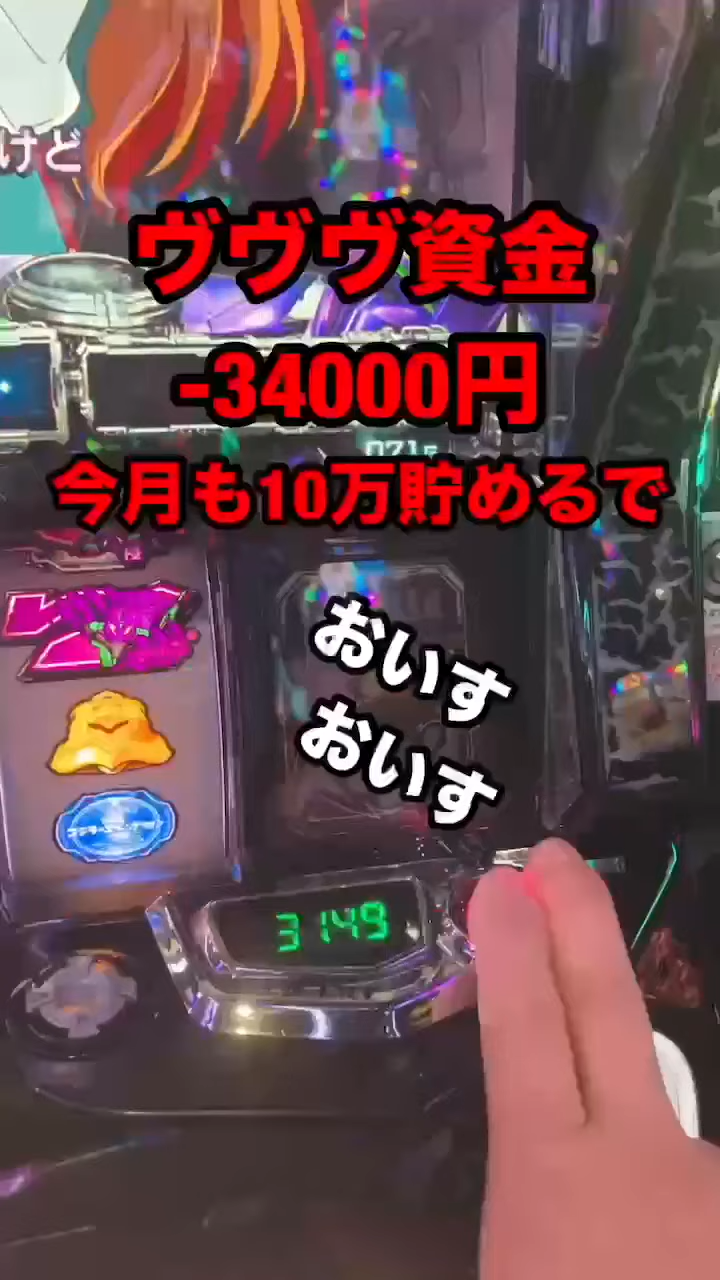 けど
ヴヴヴ資金
-34000円
今月も10万貯めるで
おいす
おいす
3149